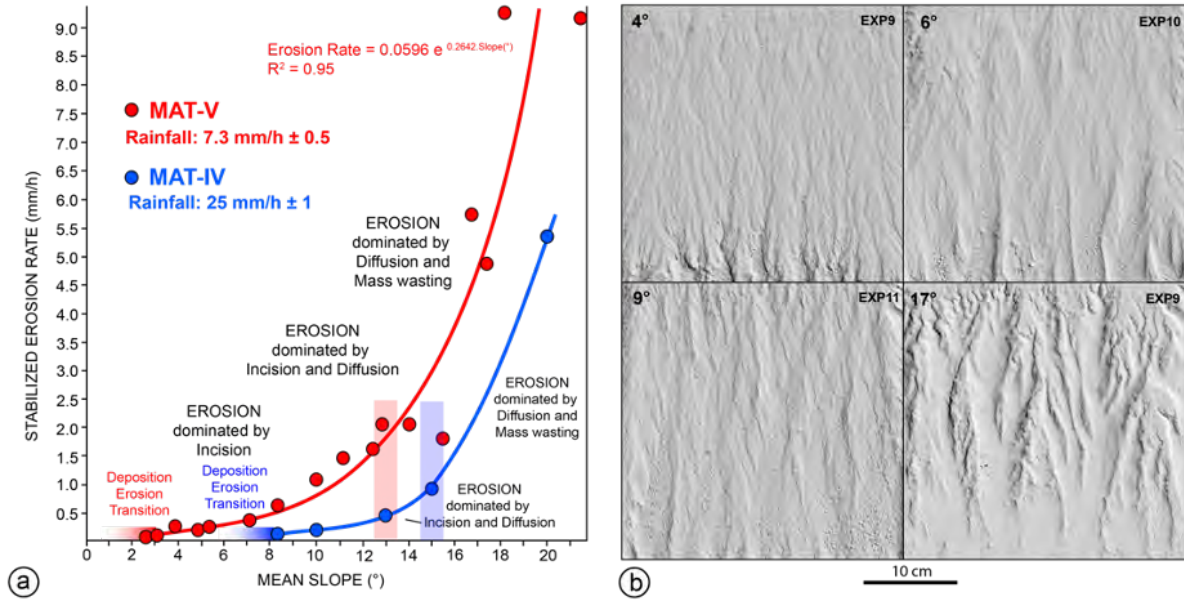 9.0
8.5
8.0
7.5
7.0
6.5
6.0
5.5
5.0
4.5
4.0
3.5
3.0
2.5
2.0
1.5
1.0
0.5
STABILIZED EROSION RATE (mm/h)
Erosion Rate = 0.0596 e 0.2642.Slope(°)
R² = 0.95
MAT-V
Rainfall: 7.3 mm/h ± 0.5
MAT-IV
Rainfall: 25 mm/h ± 1
EROSION
dominated by
Diffusion and
Mass wasting
EROSION
dominated by
Incision and Diffusion
EROSION
dominated by
Incision
EROSION
dominated by
Diffusion and
Mass wasting
Deposition
Erosion
Transition
Deposition
Erosion
Transition
EROSION
dominated by
Incision and Diffusion
0 2 4 6 8 10 12 14 16 18 20
MEAN SLOPE (°)
a
4° EXP9
6° EXP10
9° EXP11
17° EXP9
b
10 cm